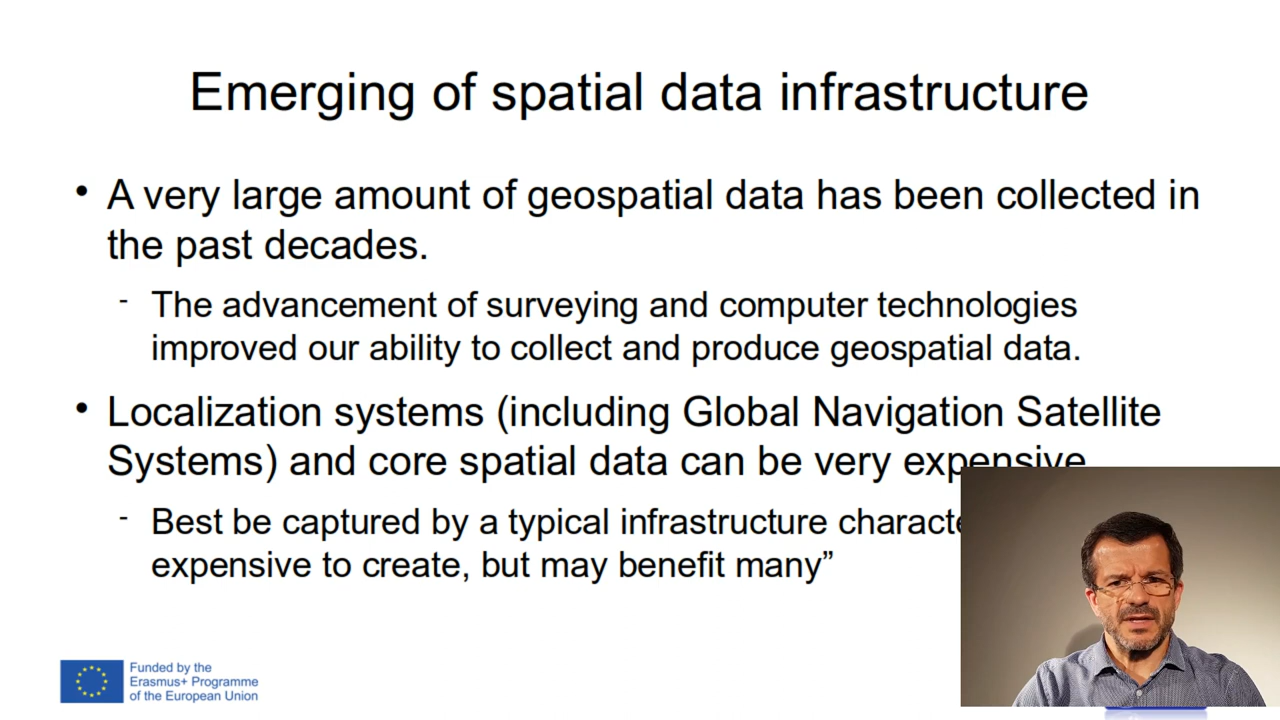 Emerging of spatial data infrastructure
• A very large amount of geospatial data has been collected in
the past decades.
- The advancement of surveying and computer technologies
improved our ability to collect and produce geospatial data.
• Localization systems (including Global Navigation Satellite
Systems) and core spatial data can be very expensive
- Best be captured by a typical infrastructure
expensive to create, but may benefit many”
Funded by the
Erasmus+ Programme
of the European Union